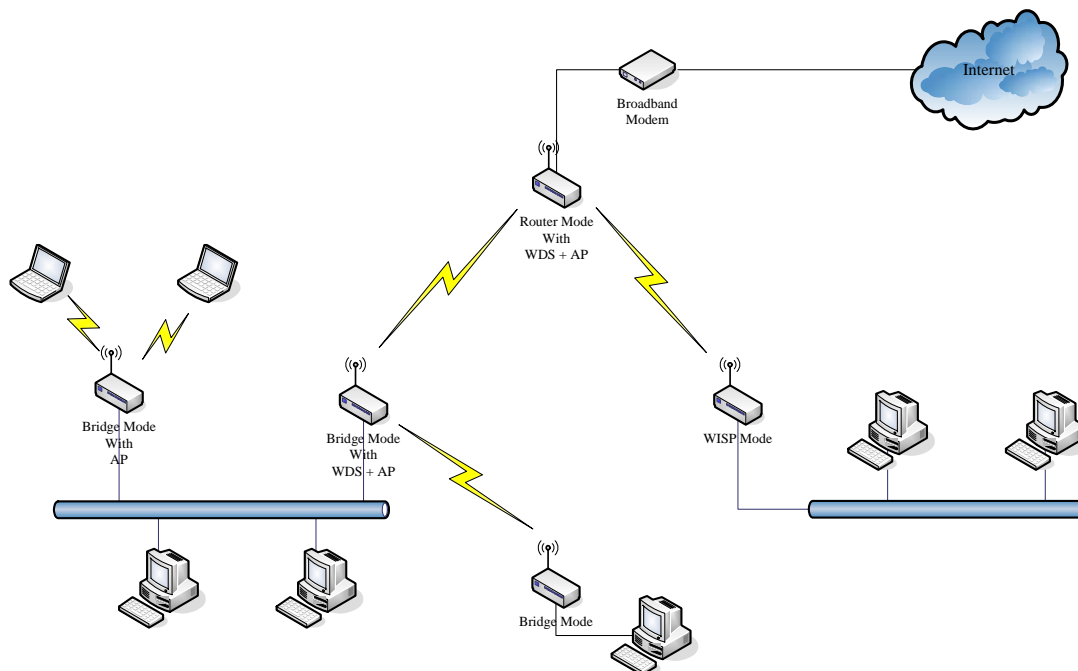 Internet
Broadband
Modem
Router Mode
With
WDS + AP
Bridge Mode
With
AP
Bridge Mode
With
WDS + AP
WISP Mode
Bridge Mode